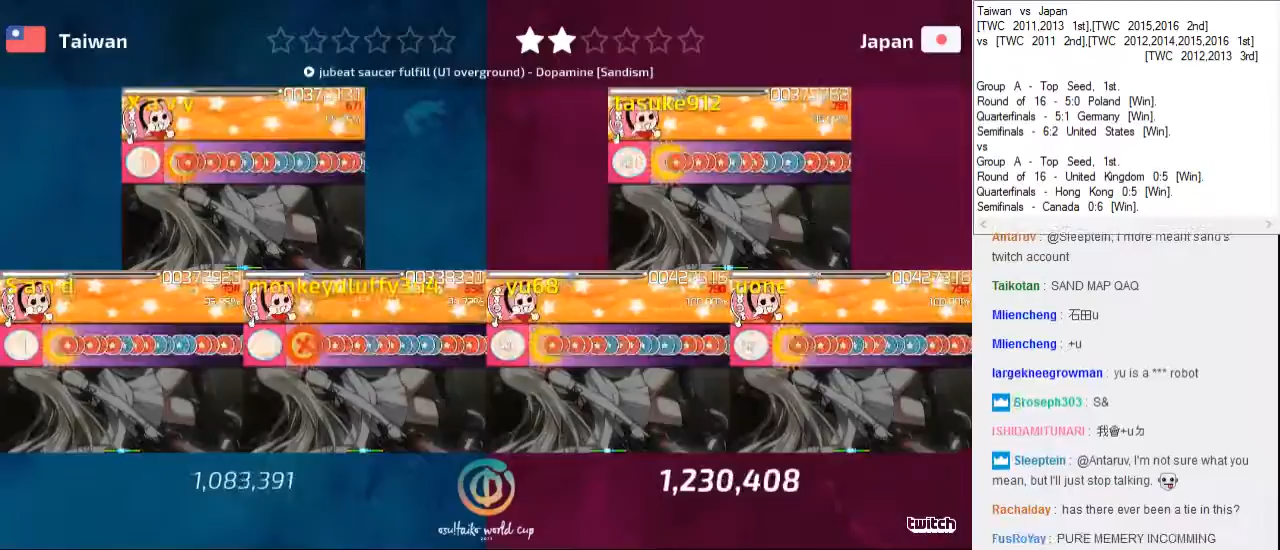 Taiwan
Japan
jubeat saucer fulfill (U1 overground) - Dopamine [Sandism]
tasuke912
Sand
monkeydluffy394
yu68
uone
1,083,391
1,230,408
osu!taiko world cup
twitch
Taiwan vs Japan
[TWC 2011,2013 1st],[TWC 2015,2016 2nd]
vs [TWC 2011 2nd],[TWC 2012,2014,2015,2016 1st]
[TWC 2012,2013 3rd]
Group A - Top Seed, 1st.
Round of 16 - 5:0 Poland [Win].
Quarterfinals - 5:1 Germany [Win].
Semifinals - 6:2 United States [Win].
vs
Group A - Top Seed, 1st.
Round of 16 - United Kingdom 0:5 [Win].
Quarterfinals - Hong Kong 0:5 [Win].
Semifinals - Canada 0:6 [Win].
Antaruv : @Sleeptein, I more meant sand's
twitch account
Taikotan : SAND MAP QAQ
Mliencheng : 石田u
Mliencheng : +u
largekneegrowman : yu is a *** robot
Sroseph303 : S&
ISHIDAMITUNARI : 我會+uㄉ
Sleeptein : @Antaruv, I'm not sure what you
mean, but I'll just stop talking.
Rachalday : has there ever been a tie in this?
FusRoYay : PURE MEMERY INCOMMING